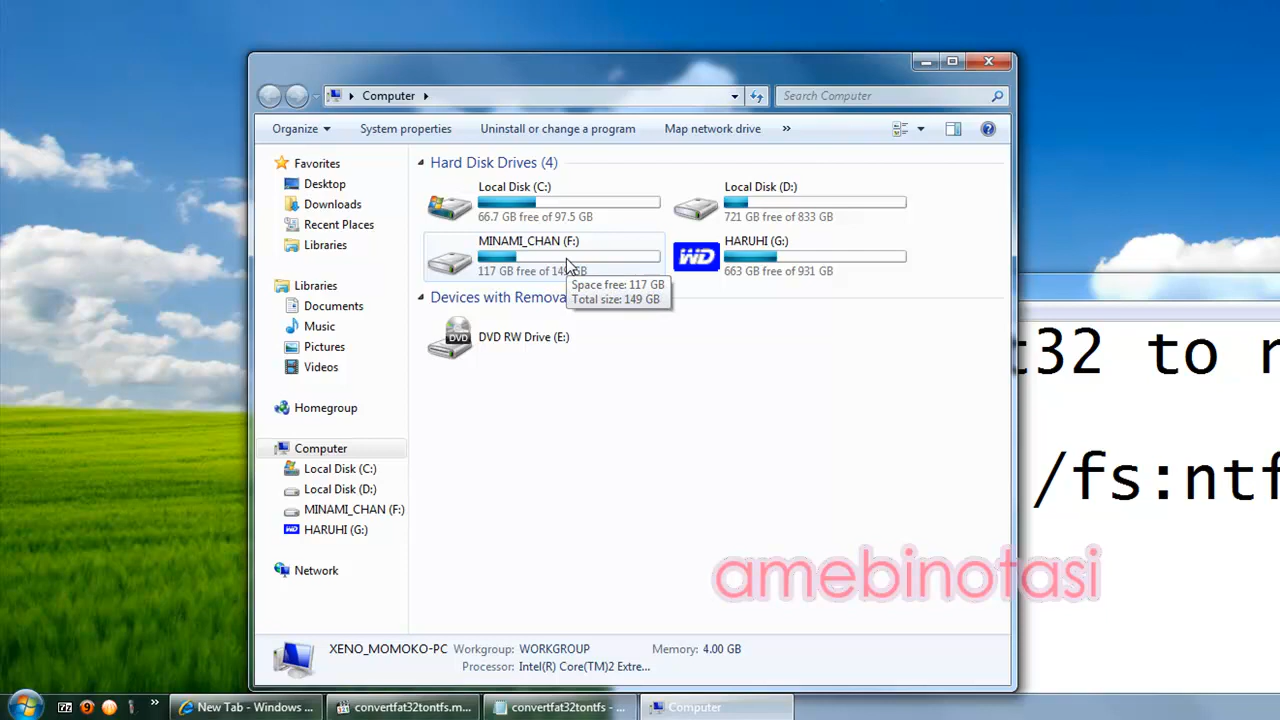 Computer
Search Computer
Organize System properties Uninstall or change a program Map network drive »
Favorites
Desktop
Downloads
Recent Places
Libraries
Libraries
Documents
Music
Pictures
Videos
Homegroup
Computer
Local Disk (C:)
Local Disk (D:)
MINAMI_CHAN (F:)
WD HARUHI (G:)
Network
Hard Disk Drives (4)
Local Disk (C:)
66.7 GB free of 97.5 GB
Local Disk (D:)
721 GB free of 833 GB
MINAMI_CHAN (F:)
117 GB free of 149 GB
WD
HARUHI (G:)
663 GB free of 931 GB
Space free: 117 GB
Total size: 149 GB
Devices with
DVD
DVD RW Drive (E:)
t32 to
/fs:ntf
amebinotasi
XENO_MOMOKO-PC Workgroup: WORKGROUP Memory: 4.00 GB
Processor: Intel(R) Core(TM)2 Extre...
7z 9 » New Tab - Windows ... convertfat32tontfs.m... convertfat32tontfs - ... Computer